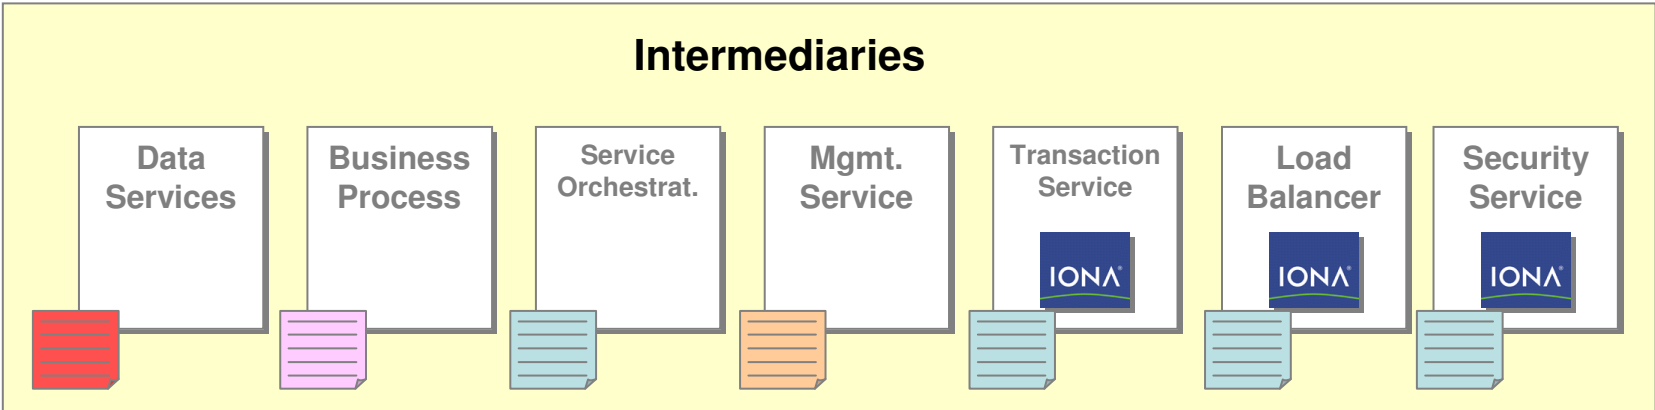 Intermediaries
Data
Services
Business
Process
Service
Orchestrat.
Mgmt.
Service
Transaction
Service
IONA®
Load
Balancer
IONA®
Security
Service
IONA®